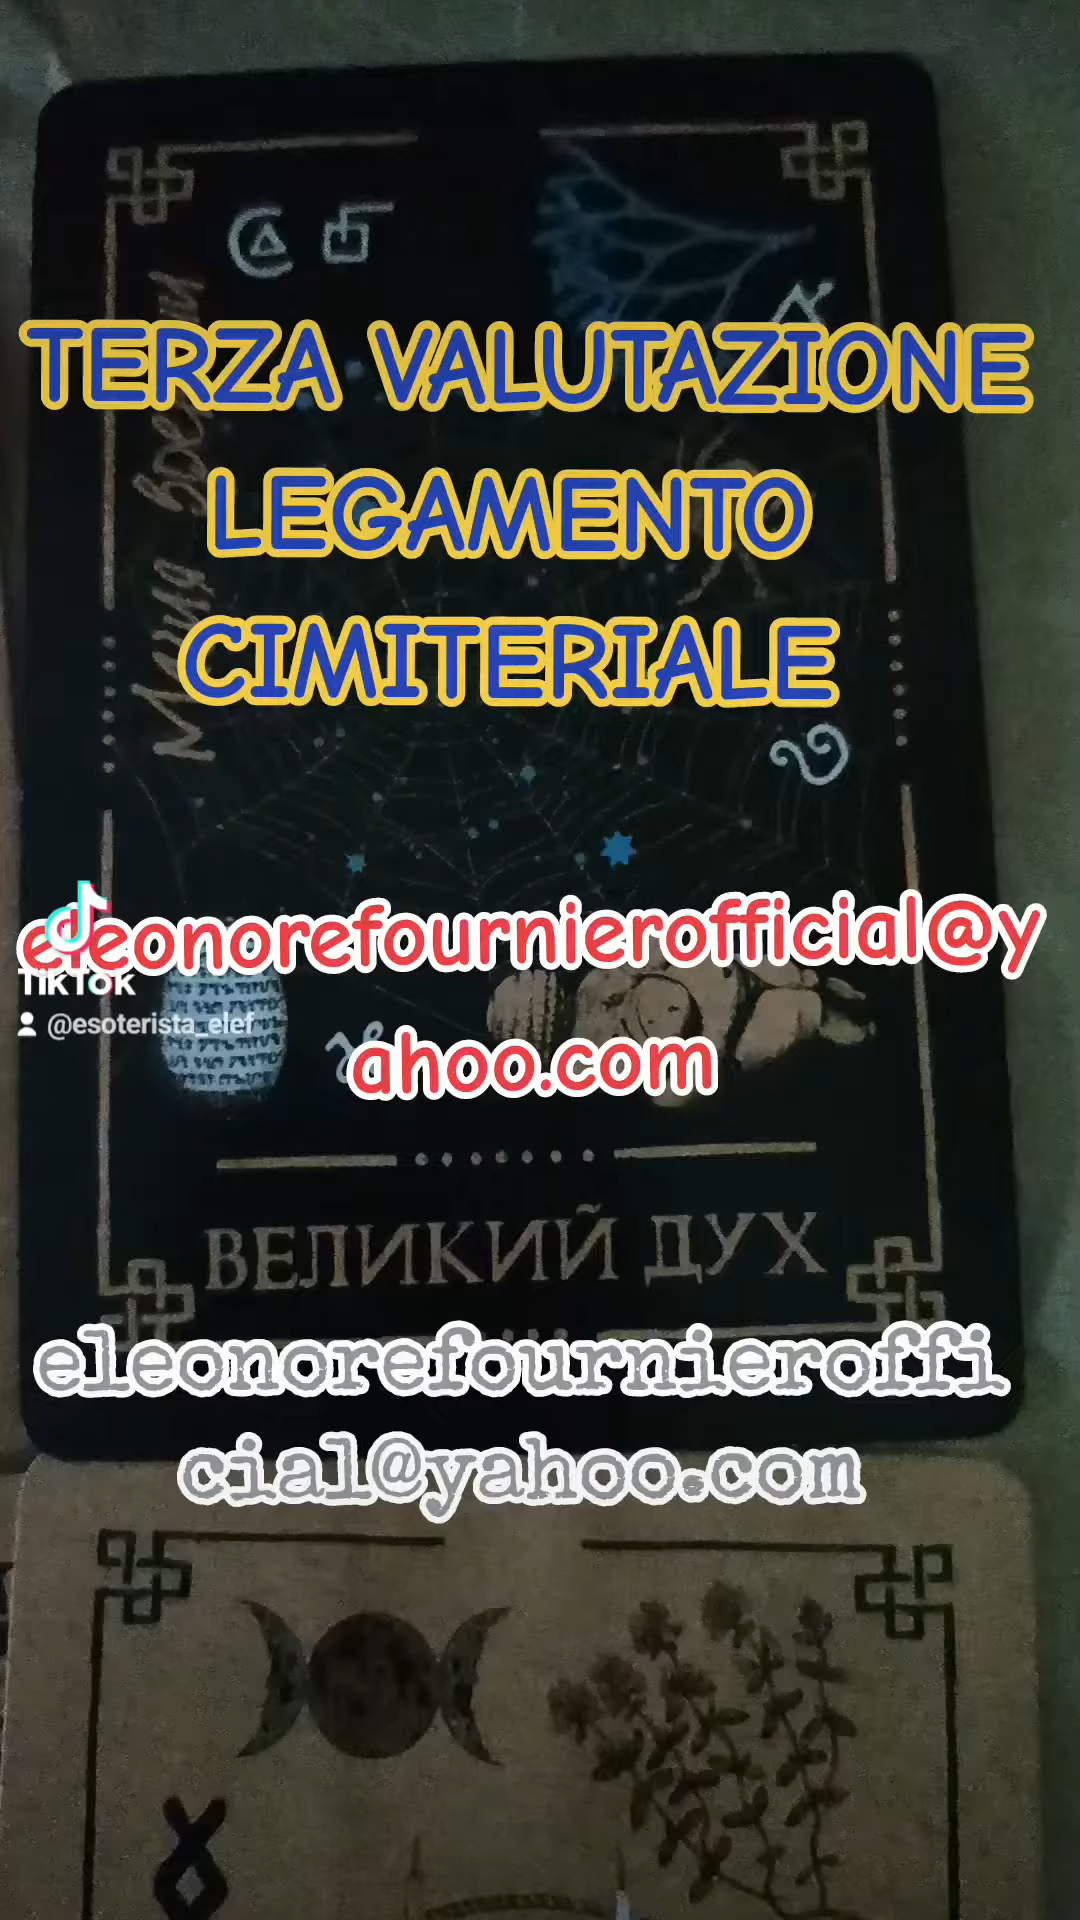 TERZA VALUTAZIONE
LEGAMENTO
CIMITERIALE
eleonorefournierofficial@y
ahoo.com
TikTok
@esoterista_elef
ВЕЛИКИЙ ДУХ
eleonorefournieroffi
cial@yahoo.com